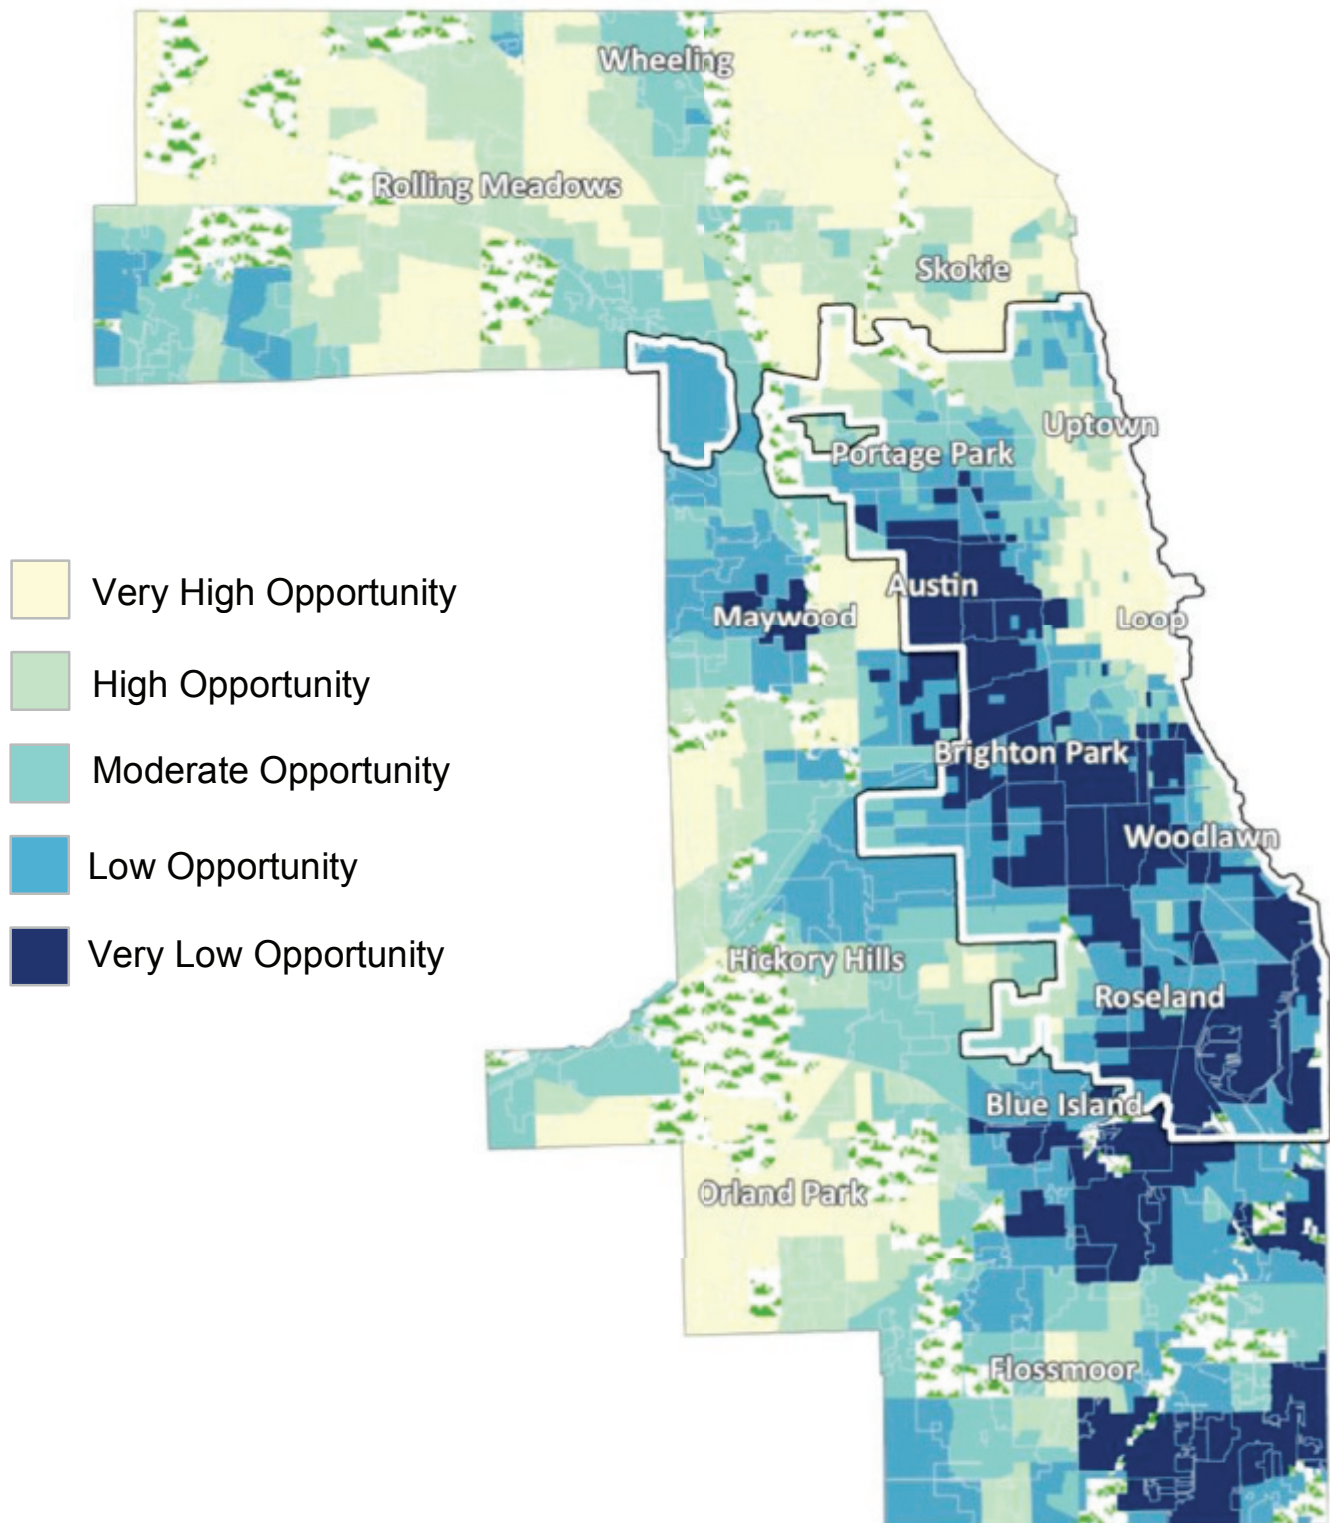 Wheeling
Rolling Meadows
Skokie
Uptown
Portage Park
Austin
Maywood
Loop
Brighton Park
Woodlawn
Hickory Hills
Roseland
Blue Island
Orland Park
Flossmoor
Very High Opportunity
High Opportunity
Moderate Opportunity
Low Opportunity
Very Low Opportunity